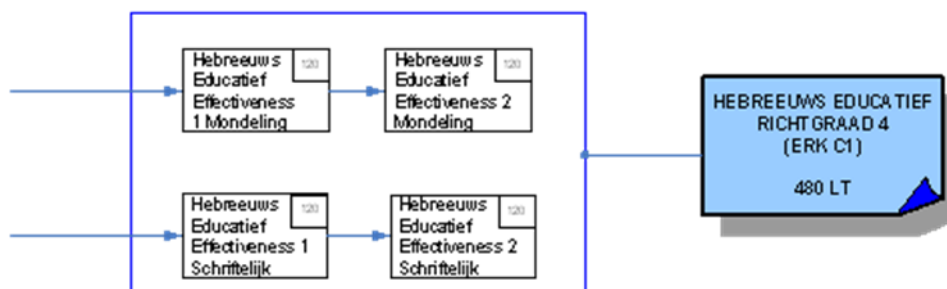 Hebreeuws
Educatief
Effectiveness
1 Mondeling
120
Hebreeuws
Educatief
Effectiveness 2
Mondeling
120
Hebreeuws
Educatief
Effectiveness 1
Schriftelijk
120
Hebreeuws
Educatief
Effectiveness 2
Schriftelijk
120
HEBREEUWS EDUCATIEF
RICHTGRAAD 4
(ERK C1)
480 LT